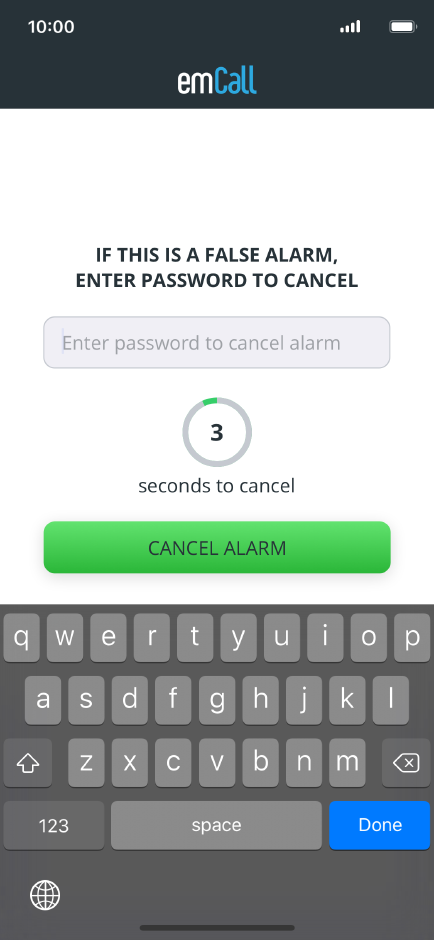 10:00
emCall
IF THIS IS A FALSE ALARM,
ENTER PASSWORD TO CANCEL
Enter password to cancel alarm
3
seconds to cancel
CANCEL ALARM
q w e r t y u i o p
a s d f g h j k l
z x c v b n m
123 space Done